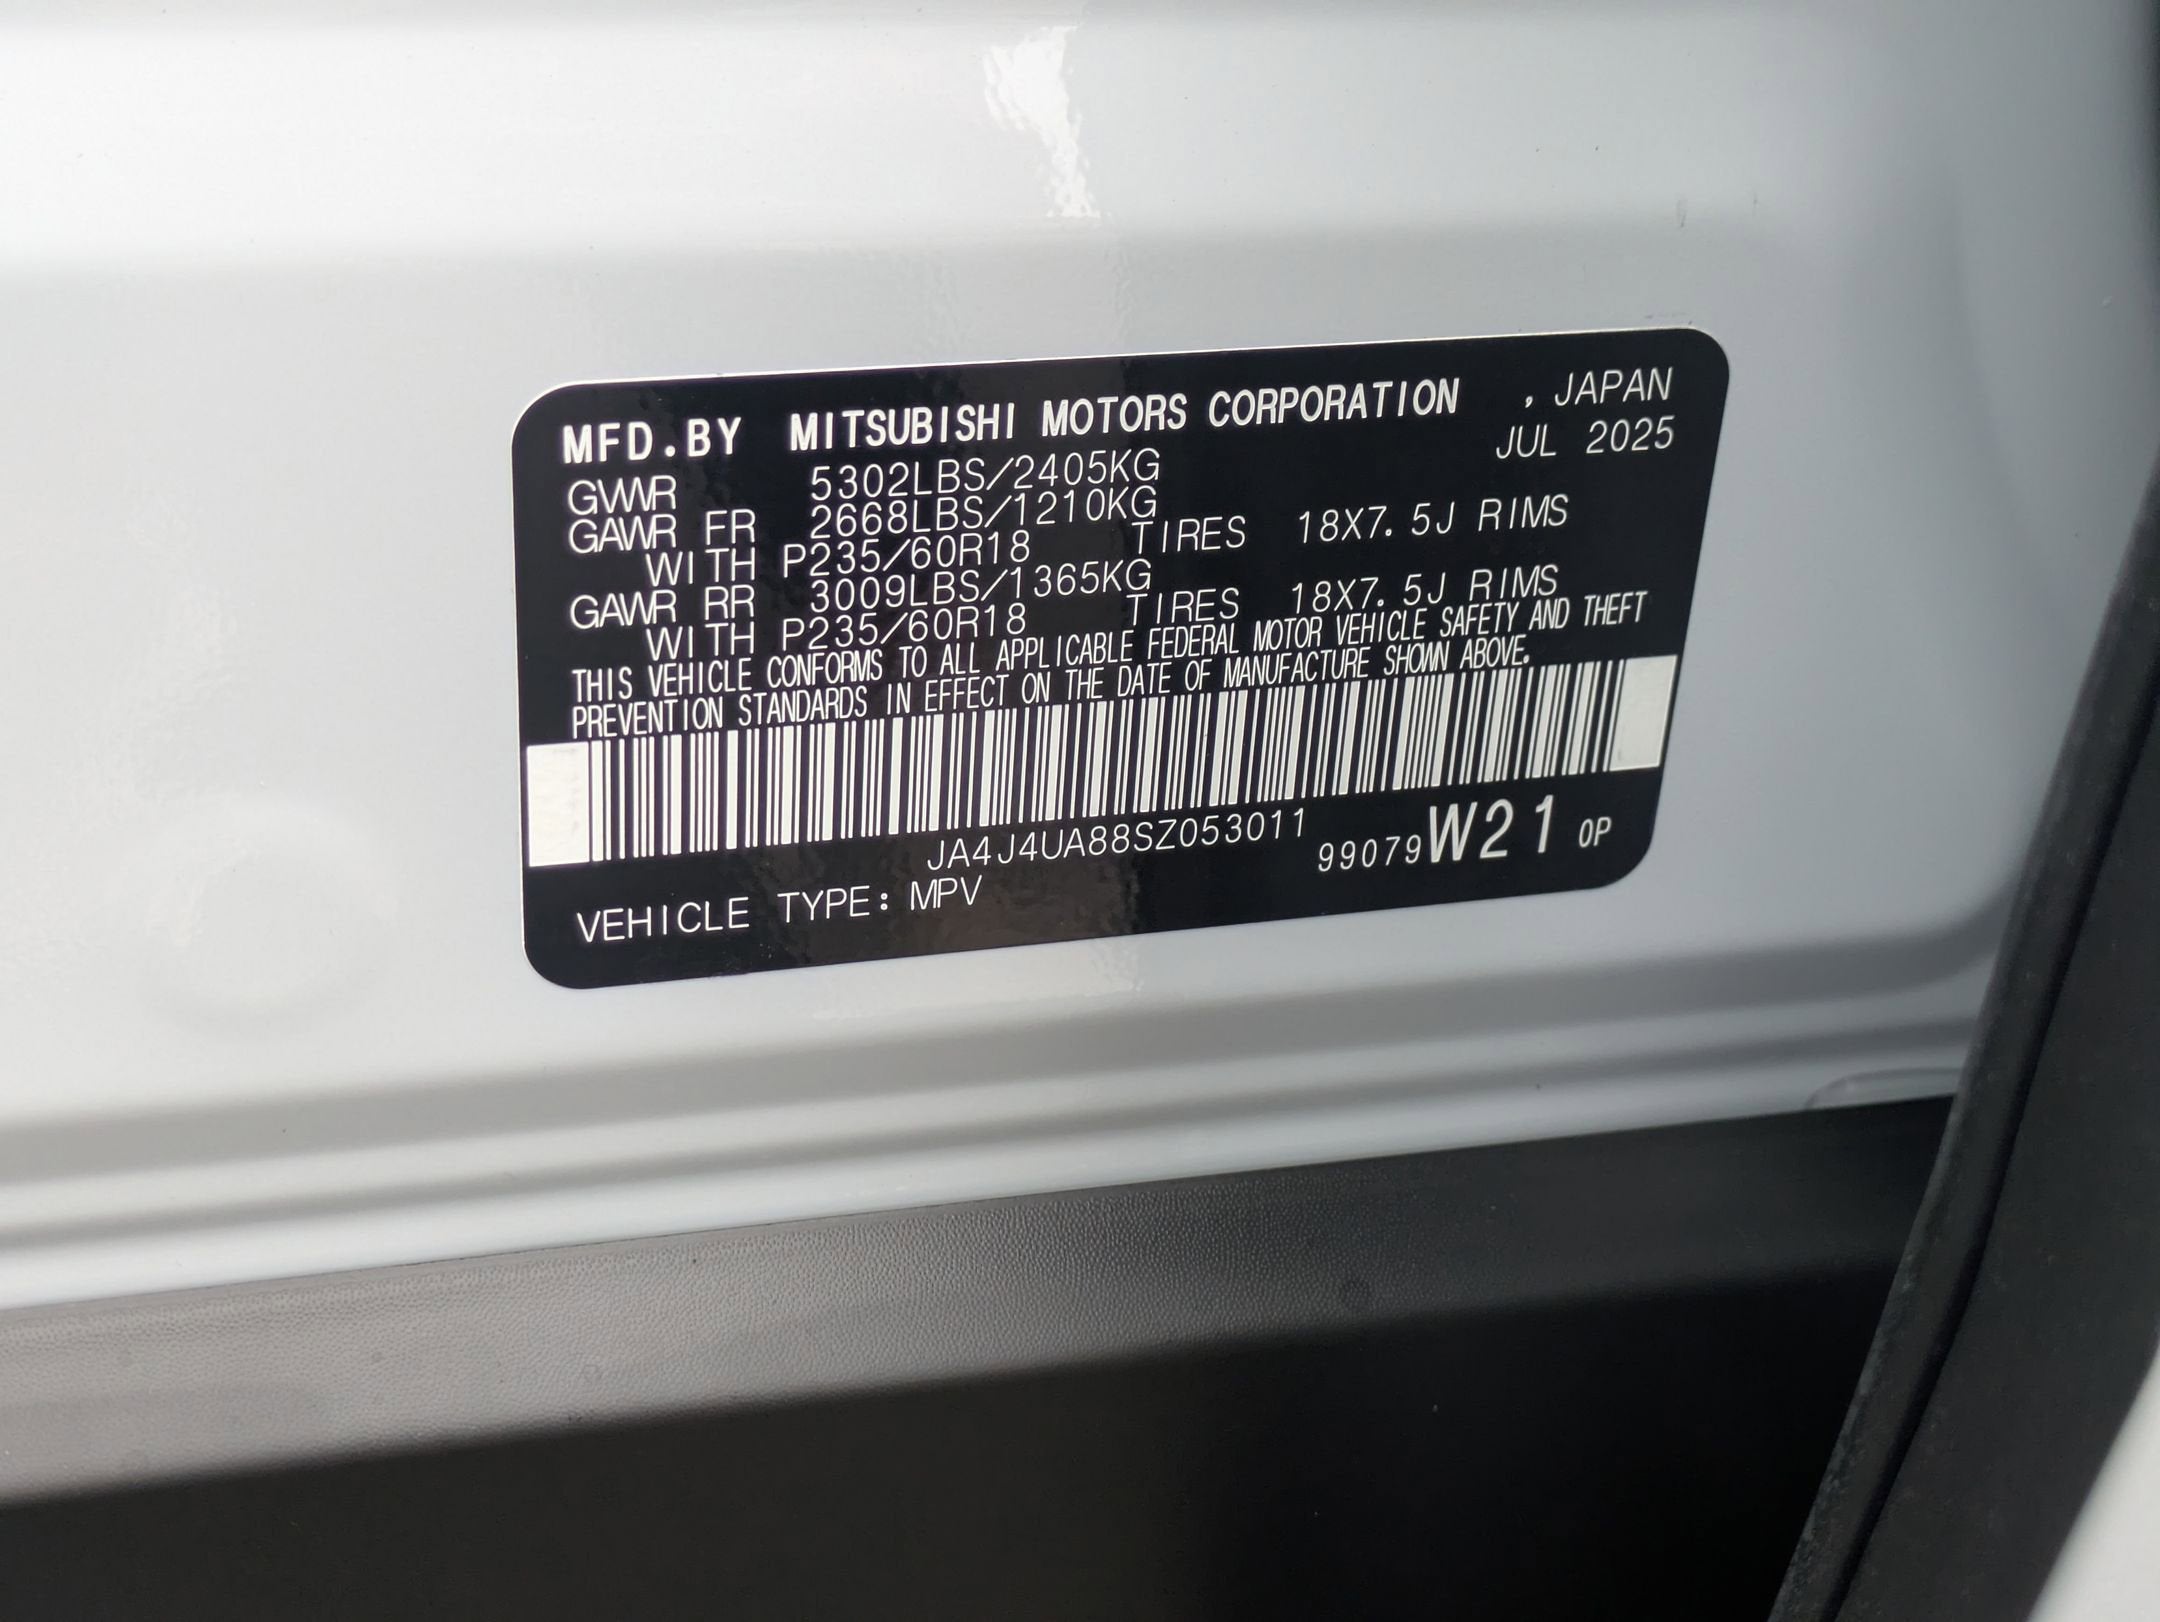 MFD.BY MITSUBISHI MOTORS CORPORATION , JAPAN
JUL 2025
GVWR 5302LBS/2405KG
GAWR FR 2668LBS/1210KG
WITH P235/60R18 TIRES 18X7.5J RIMS
GAWR RR 3009LBS/1365KG
WITH P235/60R18 TIRES 18X7.5J RIMS
THIS VEHICLE CONFORMS TO ALL APPLICABLE FEDERAL MOTOR VEHICLE SAFETY AND THEFT
PREVENTION STANDARDS IN EFFECT ON THE DATE OF MANUFACTURE SHOWN ABOVE.
JA4J4UA88SZ053011
99079 W21 0P
VEHICLE TYPE: MPV